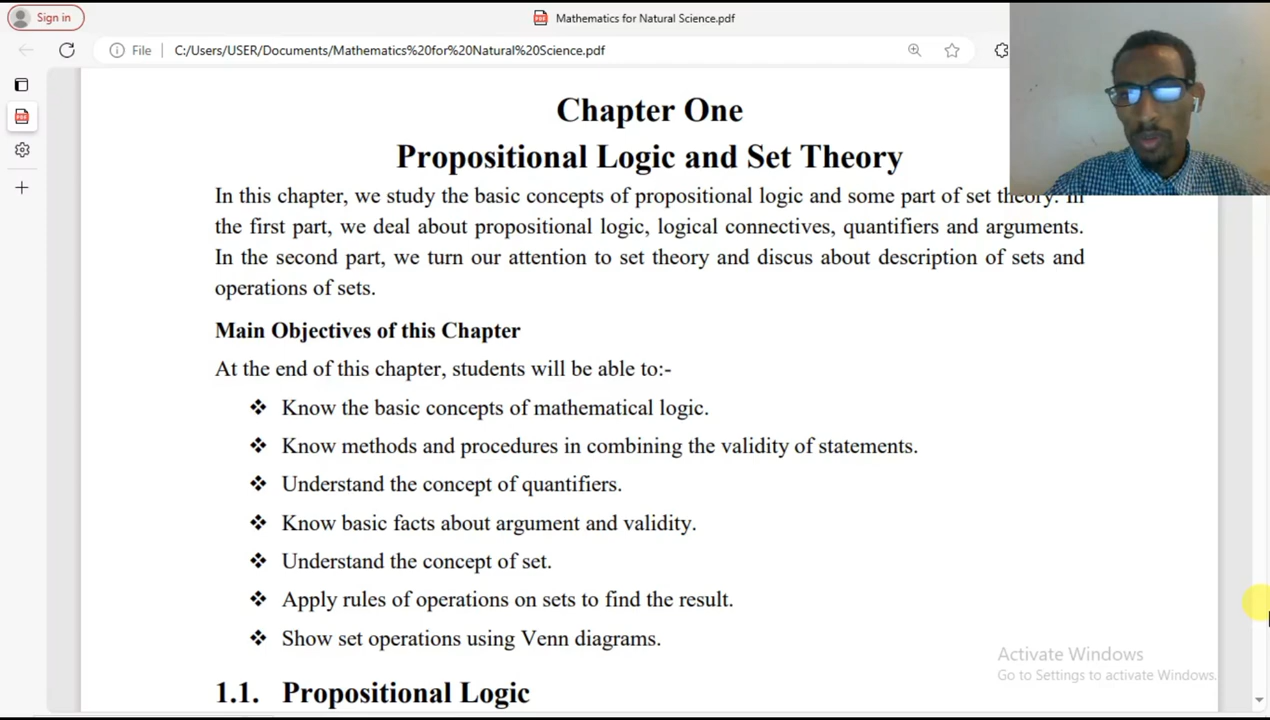 Sign in
Mathematics for Natural Science.pdf
File
C:/Users/USER/Documents/Mathematics%20for%20Natural%20Science.pdf
Chapter One
Propositional Logic and Set Theory
In this chapter, we study the basic concepts of propositional logic and some part of set theory. In
the first part, we deal about propositional logic, logical connectives, quantifiers and arguments.
In the second part, we turn our attention to set theory and discus about description of sets and
operations of sets.
Main Objectives of this Chapter
At the end of this chapter, students will be able to:-
❖ Know the basic concepts of mathematical logic.
❖ Know methods and procedures in combining the validity of statements.
❖ Understand the concept of quantifiers.
❖ Know basic facts about argument and validity.
❖ Understand the concept of set.
❖ Apply rules of operations on sets to find the result.
❖ Show set operations using Venn diagrams.
Activate Windows
Go to Settings to activate Windows.
1.1. Propositional Logic